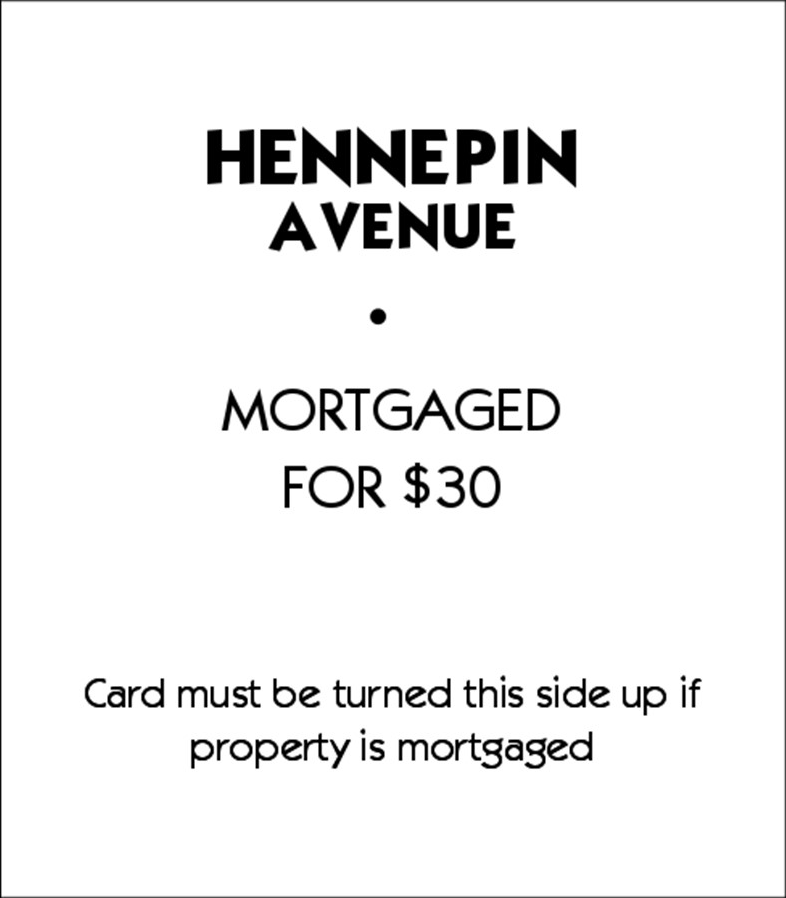 HENNEPIN
AVENUE
•
MORTGAGED
FOR $30
Card must be turned this side up if
property is mortgaged